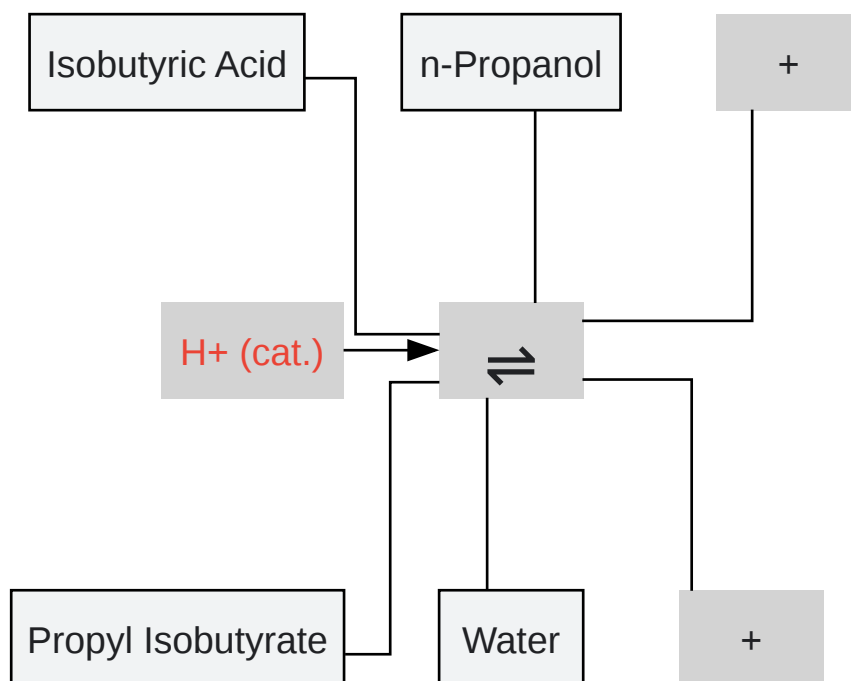 Isobutyric Acid
n-Propanol
+
H+ (cat.)
⇌
Propyl Isobutyrate
Water
+